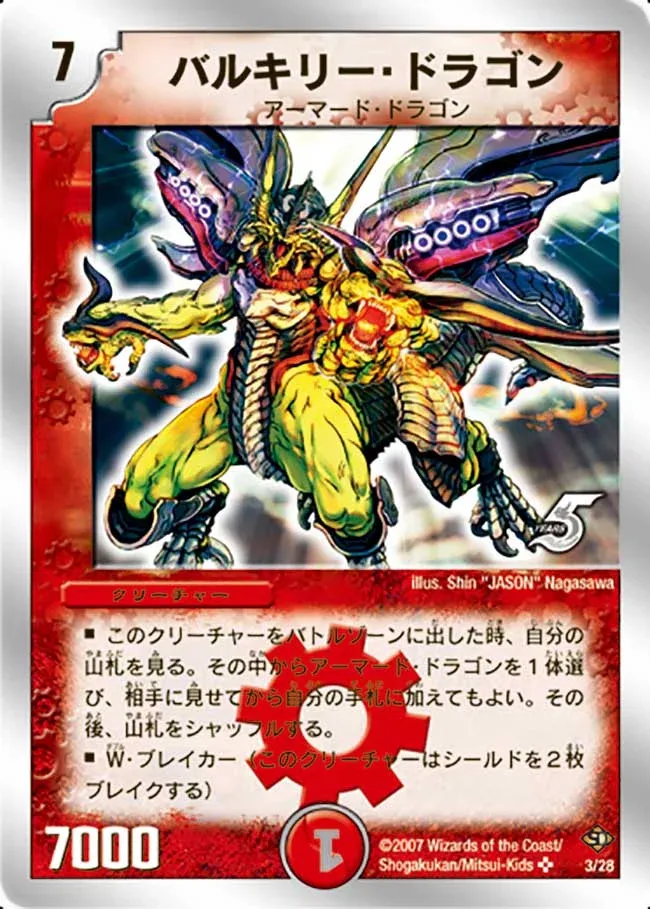 7
バルキリー・ドラゴン
アーマード・ドラゴン
5
YEARS
illus. Shin "JASON" Nagasawa
クリーチャー
■ このクリーチャーをバトルゾーンに出した時、自分の
山札を見る。その中からアーマード・ドラゴンを1体選
び、相手に見せてから自分の手札に加えてもよい。その
後、山札をシャッフルする。
■ W・ブレイカー（このクリーチャーはシールドを2枚
ブレイクする）
7000
1
©2007 Wizards of the Coast/
Shogakukan/Mitsui-Kids
3/28